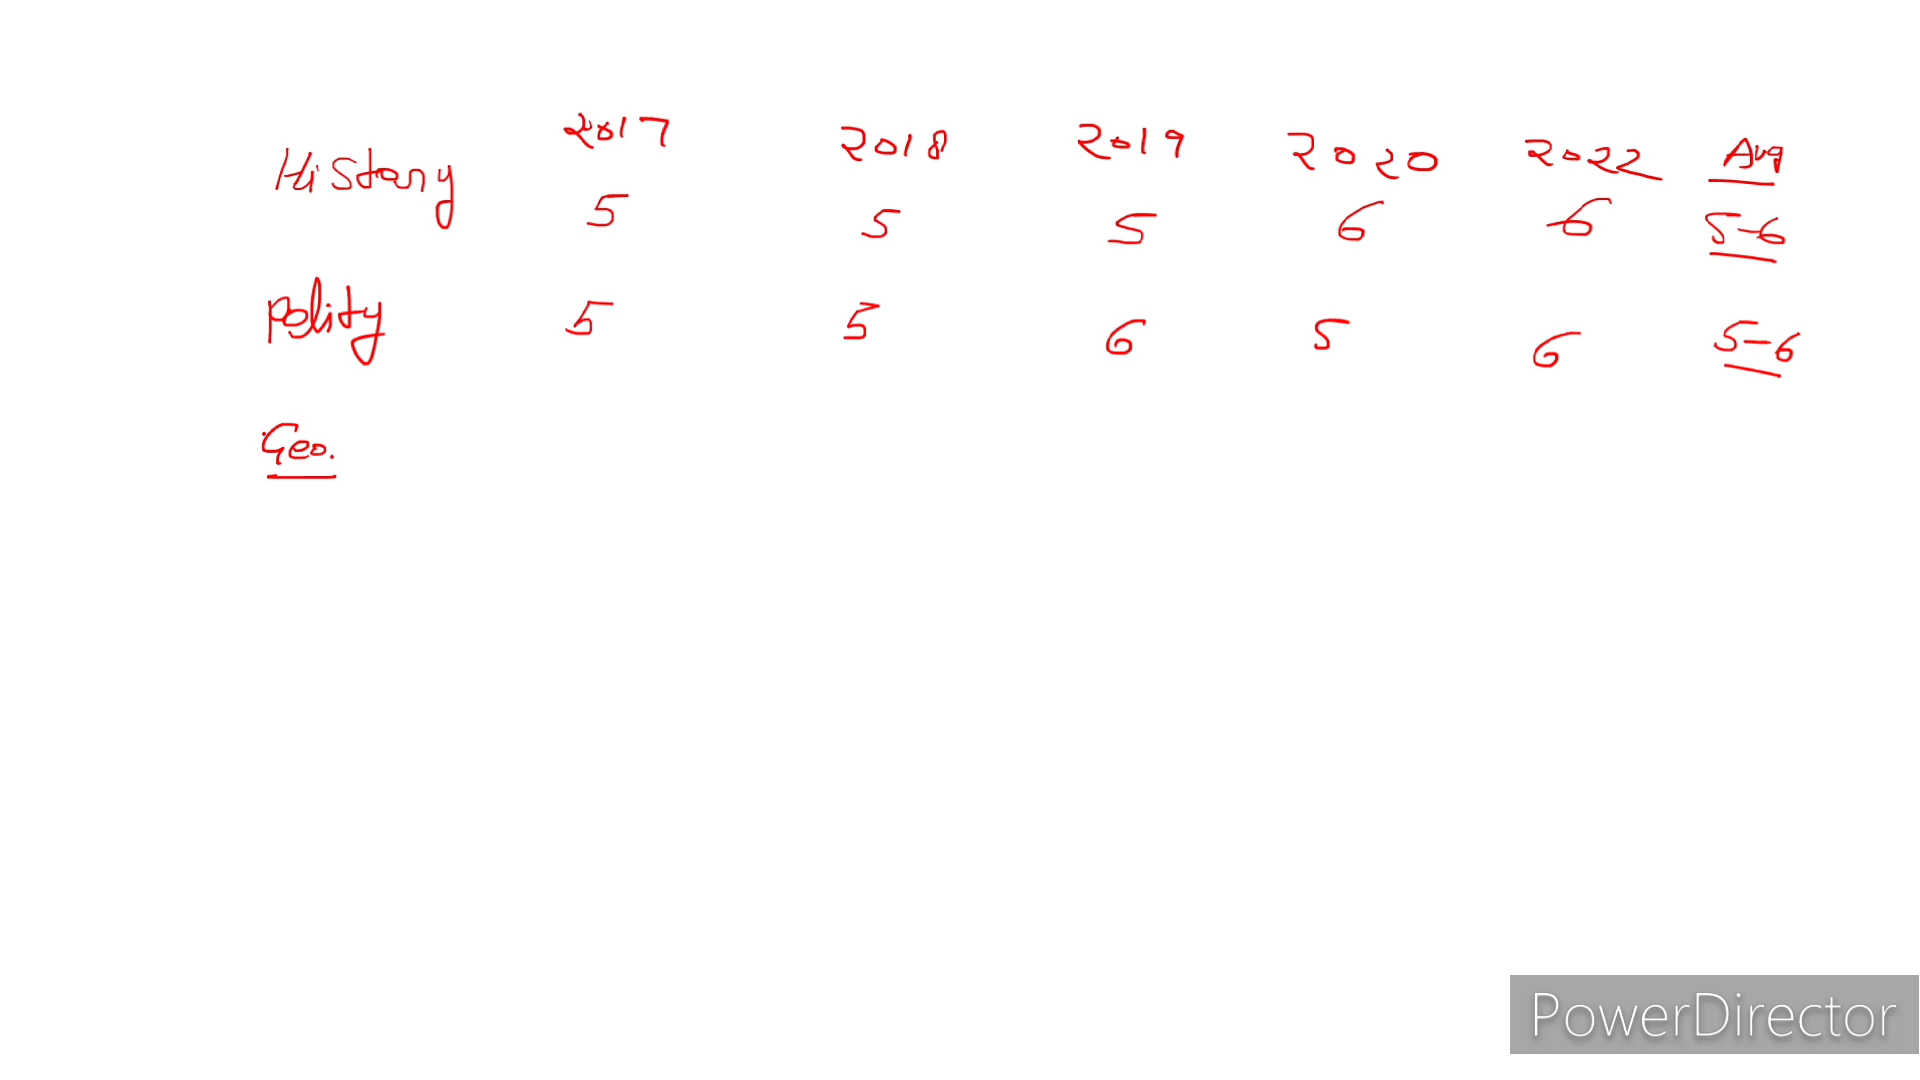 2017 2018 2019 2020 2022 Avg
History 5 5 5 6 6 5-6
Polity 5 5 6 5 6 5-6
Geo.
PowerDirector